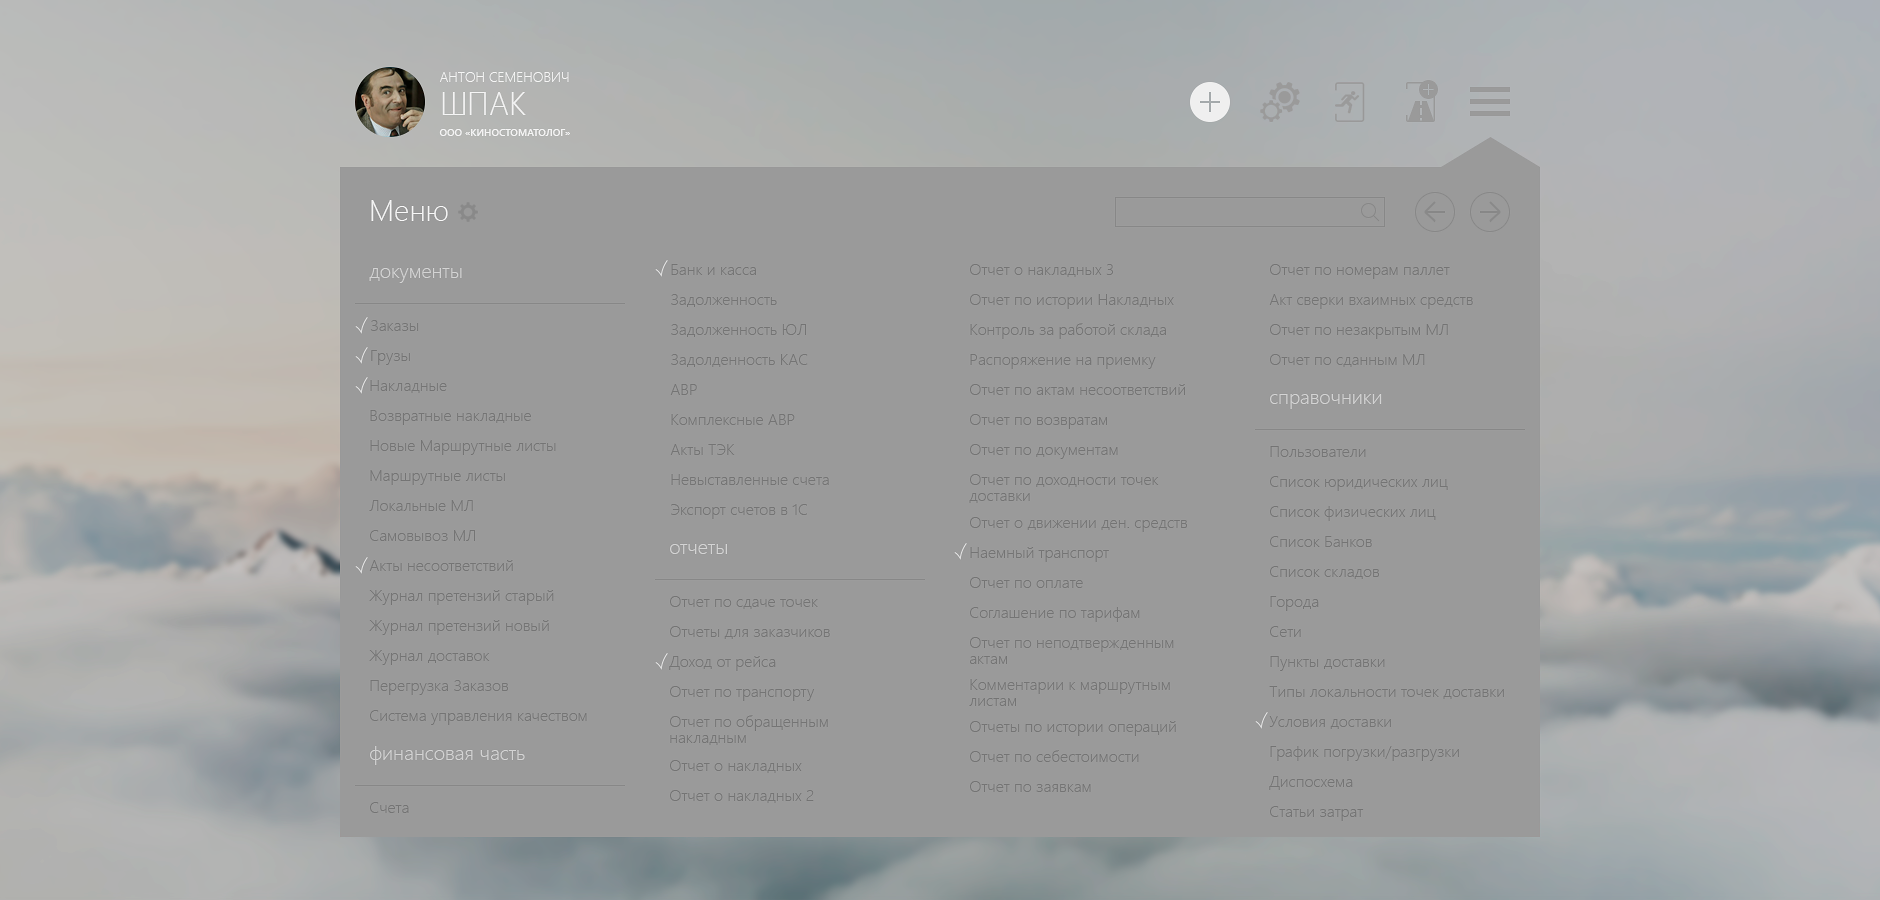 АНТОН СЕМЕНОВИЧ
ШПАК
ООО «КИНОСТОМАТОЛОГ»
Меню
документы
Заказы
Грузы
Накладные
Возвратные накладные
Новые Маршрутные листы
Маршрутные листы
Локальные МЛ
Самовывоз МЛ
Акты несоответствий
Журнал претензий старый
Журнал претензий новый
Журнал доставок
Перегрузка Заказов
Система управления качеством
финансовая часть
Счета
Банк и касса
Задолженность
Задолженность ЮЛ
Задолденность КАС
АВР
Комплексные АВР
Акты ТЭК
Невыставленные счета
Экспорт счетов в 1С
отчеты
Отчет по сдаче точек
Отчеты для заказчиков
Доход от рейса
Отчет по транспорту
Отчет по обращенным
накладным
Отчет о накладных
Отчет о накладных 2
Отчет о накладных 3
Отчет по истории Накладных
Контроль за работой склада
Распоряжение на приемку
Отчет по актам несоответствий
Отчет по возвратам
Отчет по документам
Отчет по доходности точек
доставки
Отчет о движении ден. средств
Наемный транспорт
Отчет по оплате
Соглашение по тарифам
Отчет по неподтвержденным
актам
Комментарии к маршрутным
листам
Отчеты по истории операций
Отчет по себестоимости
Отчет по заявкам
Отчет по номерам паллет
Акт сверки вхаимных средств
Отчет по незакрытым МЛ
Отчет по сданным МЛ
справочники
Пользователи
Список юридических лиц
Список физических лиц
Список Банков
Список складов
Города
Сети
Пункты доставки
Типы локальности точек доставки
Условия доставки
График погрузки/разгрузки
Диспосхема
Статьи затрат